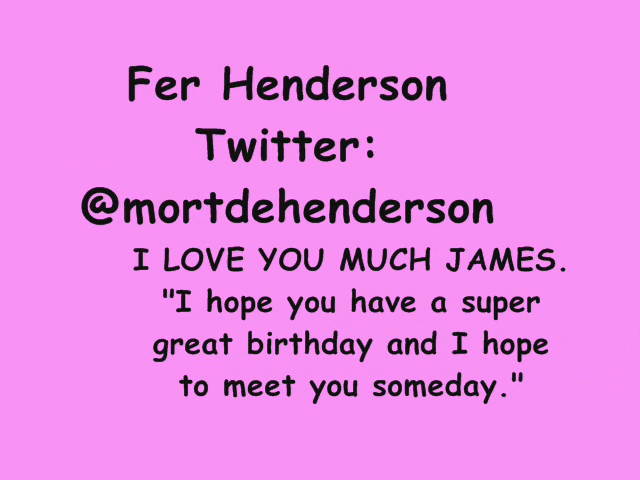 Fer Henderson
Twitter:
@mortdehenderson
I LOVE YOU MUCH JAMES.
"I hope you have a super
great birthday and I hope
to meet you someday."